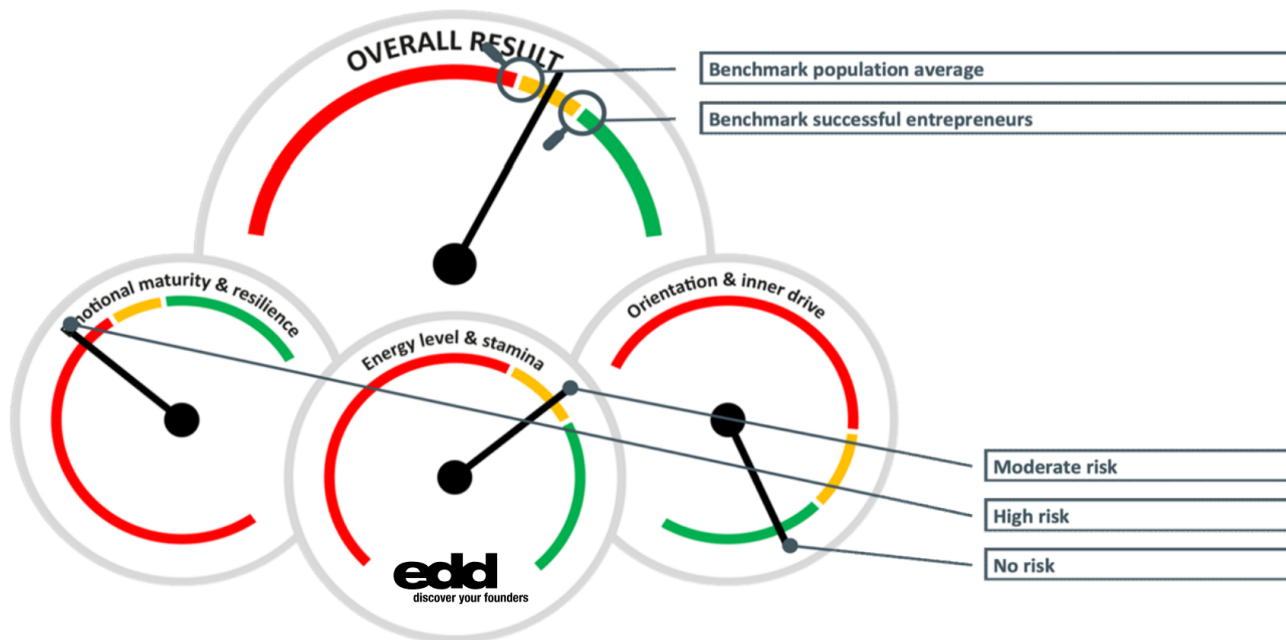 OVERALL RESULT
Benchmark population average
Benchmark successful entrepreneurs
motional maturity & resilience
Energy level & stamina
Orientation & inner drive
Moderate risk
High risk
No risk
edd
discover your founders